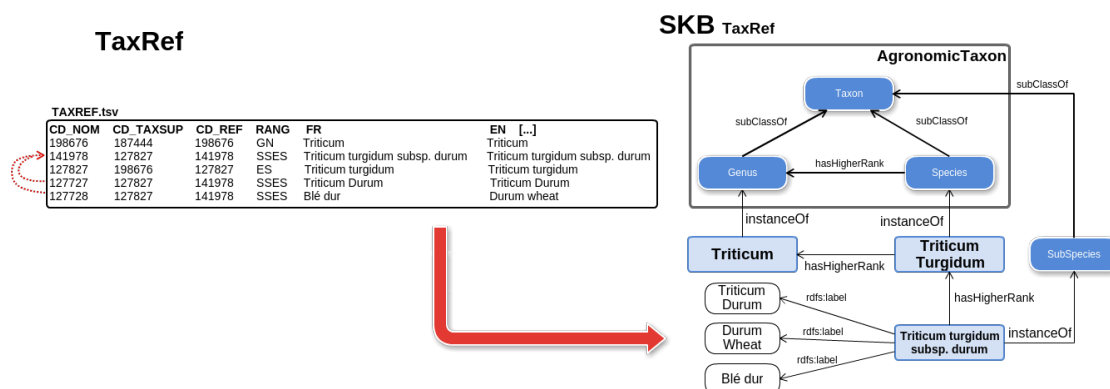 TaxRef
TAXREF.tsv
CD_NOM CD_TAXSUP CD_REF RANG FR EN [...]
198676 187444 198676 GN Triticum Triticum
141978 127827 141978 SSES Triticum turgidum subsp. durum Triticum turgidum subsp. durum
127827 198676 127827 ES Triticum turgidum Triticum turgidum
127727 127827 141978 SSES Triticum Durum Triticum Durum
127728 127827 141978 SSES Blé dur Durum wheat
SKB TaxRef
AgronomicTaxon
Taxon
subClassOf
subClassOf
subClassOf
hasHigherRank
Genus
Species
instanceOf
instanceOf
Triticum
hasHigherRank
Triticum
Turgidum
SubSpecies
Triticum
Durum
rdfs:label
hasHigherRank
Durum
Wheat
rdfs:label
Triticum turgidum
subsp. durum
instanceOf
rdfs:label
Blé dur